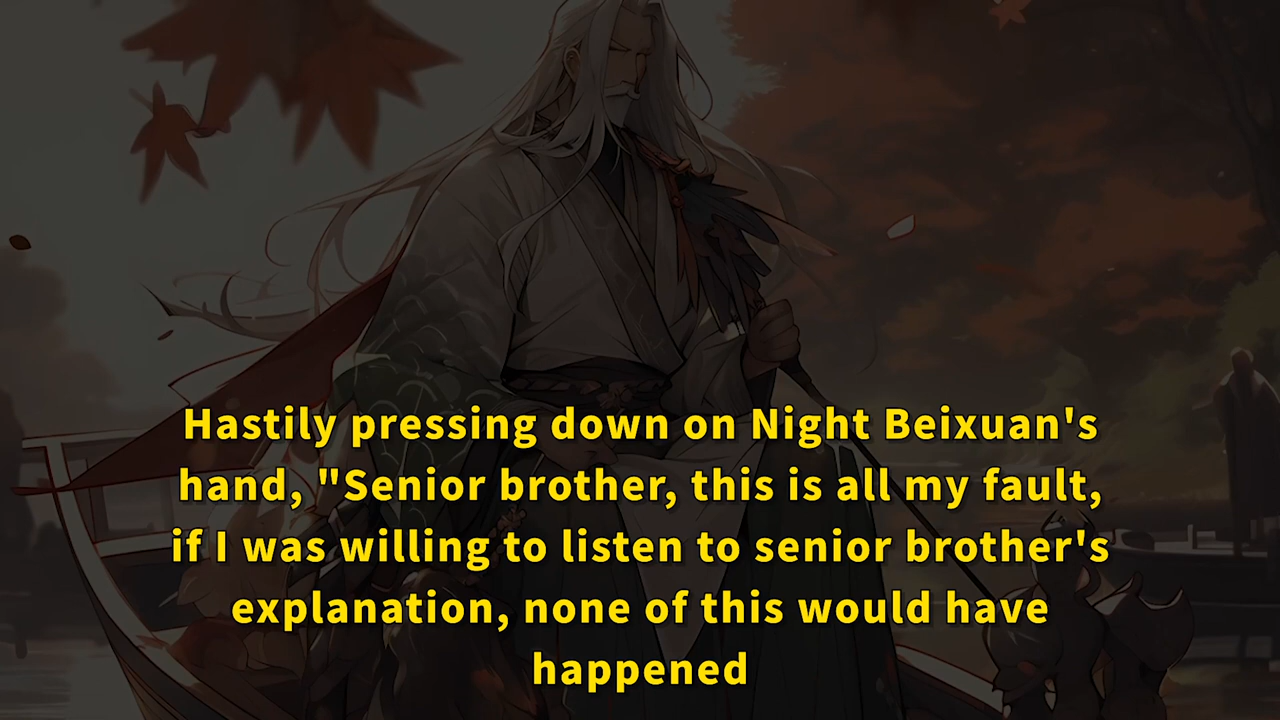 Hastily pressing down on Night Beixuan's
hand, "Senior brother, this is all my fault,
if I was willing to listen to senior brother's
explanation, none of this would have
happened